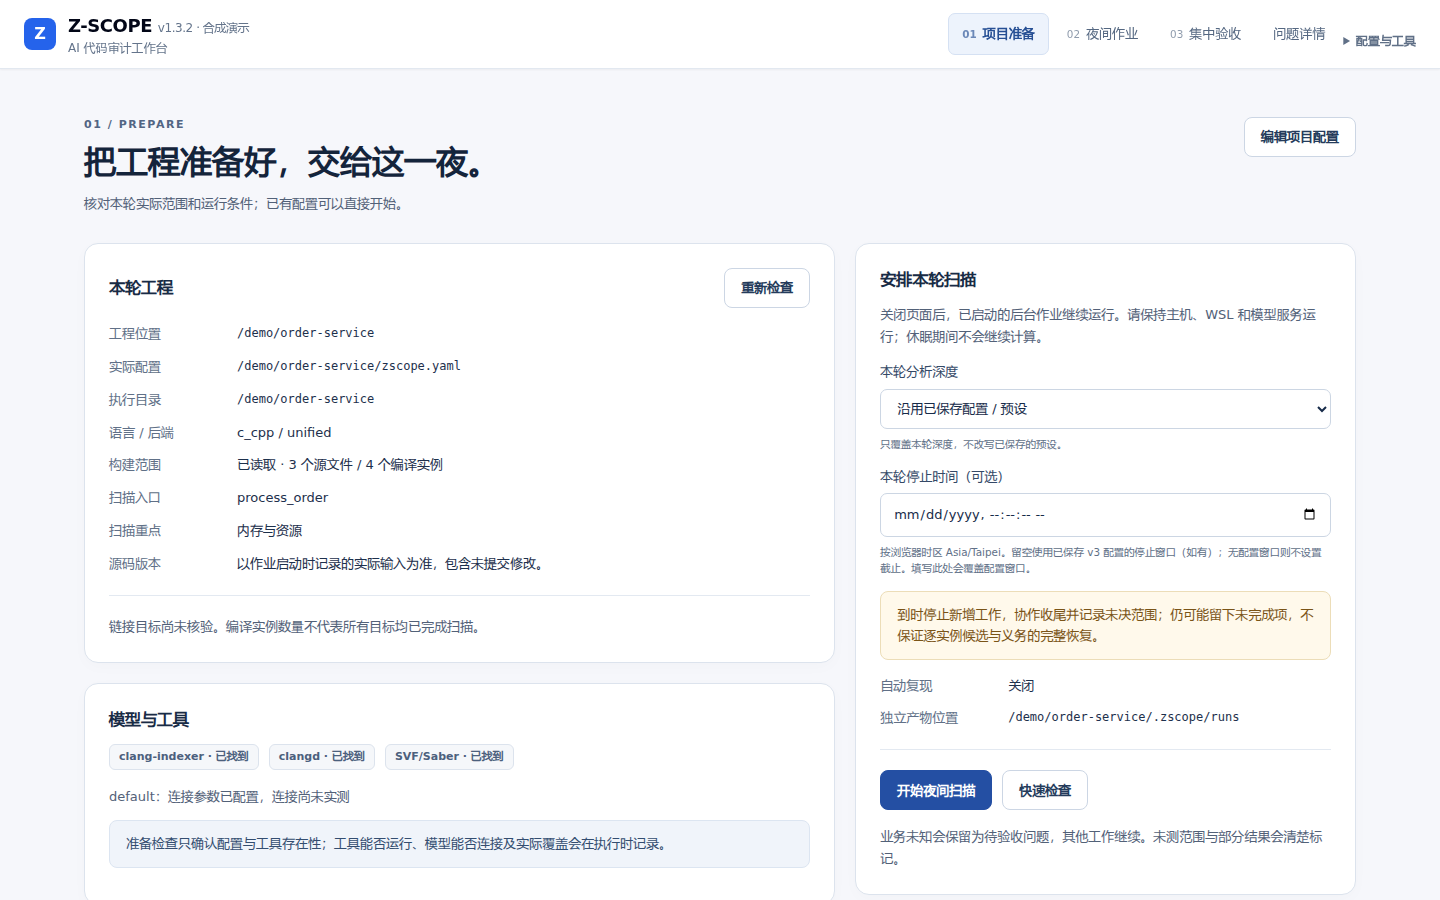 Z
Z-SCOPE v1.3.2 · 合成演示
AI 代码审计工作台
01 项目准备
02 夜间作业
03 集中验收
问题详情
▶ 配置与工具
01 / PREPARE
把工程准备好，交给这一夜。
核对本轮实际范围和运行条件；已有配置可以直接开始。
编辑项目配置
本轮工程
重新检查
工程位置 /demo/order-service
实际配置 /demo/order-service/zscope.yaml
执行目录 /demo/order-service
语言 / 后端 c_cpp / unified
构建范围 已读取 · 3 个源文件 / 4 个编译实例
扫描入口 process_order
扫描重点 内存与资源
源码版本 以作业启动时记录的实际输入为准，包含未提交修改。
链接目标尚未核验。编译实例数量不代表所有目标均已完成扫描。
模型与工具
clang-indexer · 已找到
clangd · 已找到
SVF/Saber · 已找到
default：连接参数已配置，连接尚未实测
准备检查只确认配置与工具存在性；工具能否运行、模型能否连接及实际覆盖会在执行时记录。
安排本轮扫描
关闭页面后，已启动的后台作业继续运行。请保持主机、WSL 和模型服务运
行；休眠期间不会继续计算。
本轮分析深度
沿用已保存配置 / 预设
只覆盖本轮深度，不改写已保存的预设。
本轮停止时间（可选）
mm/dd/yyyy, --:--:-- --
按浏览器时区 Asia/Taipei。留空使用已保存 v3 配置的停止窗口（如有）；无配置窗口则不设置
截止。填写此处会覆盖配置窗口。
到时停止新增工作，协作收尾并记录未决范围；仍可能留下未完成项，不
保证逐实例候选与义务的完整恢复。
自动复现 关闭
独立产物位置 /demo/order-service/.zscope/runs
开始夜间扫描
快速检查
业务未知会保留为待验收问题，其他工作继续。未测范围与部分结果会清楚标
记。